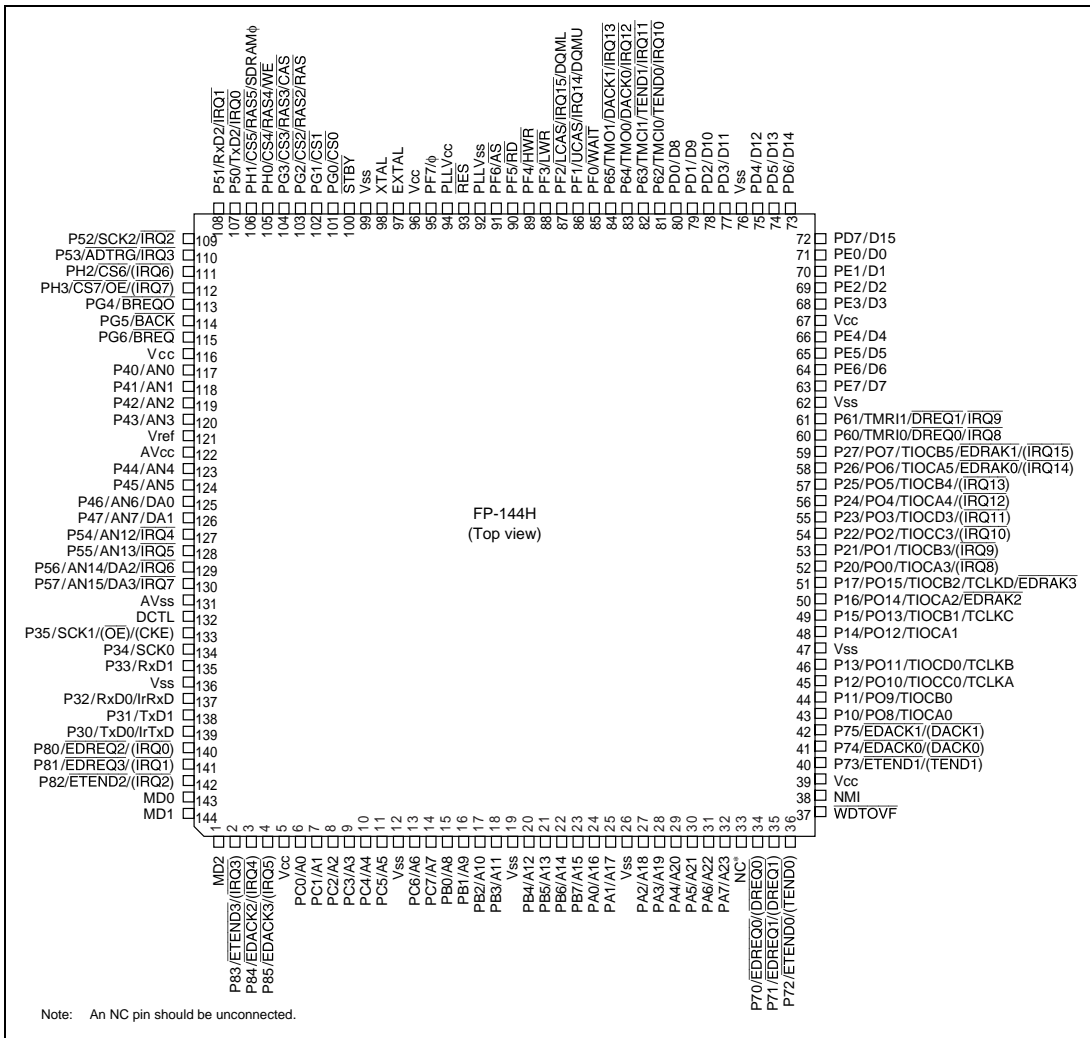 P51/RxD2/IRQ1
P50/TxD2/IRQ0
PH1/CS5/RAS5/SDRAMϕ
PH0/CS4/RAS4/WE
PG3/CS3/RAS3/CAS
PG2/CS2/RAS2/RAS
PG1/CS1
PG0/CS0
STBY
Vss
XTAL
EXTAL
Vcc
PF7/ϕ
PLLVcc
RES
PLLVss
PF6/AS
PF5/RD
PF4/HWR
PF3/LWR
PF2/LCAS/IRQ15/DQML
PF1/UCAS/IRQ14/DQMU
PF0/WAIT
P65/TMO1/DACK1/IRQ13
P64/TMO0/DACK0/IRQ12
P63/TMCI1/TEND1/IRQ11
P62/TMCI0/TEND0/IRQ10
PD0/D8
PD1/D9
PD2/D10
PD3/D11
Vss
PD4/D12
PD5/D13
PD6/D14
108
107
106
105
104
103
102
101
100
99
98
97
96
95
94
93
92
91
90
89
88
87
86
85
84
83
82
81
80
79
78
77
76
75
74
73
P52/SCK2/IRQ2 109
P53/ADTRG/IRQ3 110
PH2/CS6/(IRQ6) 111
PH3/CS7/OE/(IRQ7) 112
PG4/BREQO 113
PG5/BACK 114
PG6/BREQ 115
Vcc 116
P40/AN0 117
P41/AN1 118
P42/AN2 119
P43/AN3 120
Vref 121
AVcc 122
P44/AN4 123
P45/AN5 124
P46/AN6/DA0 125
P47/AN7/DA1 126
P54/AN12/IRQ4 127
P55/AN13/IRQ5 128
P56/AN14/DA2/IRQ6 129
P57/AN15/DA3/IRQ7 130
AVss 131
DCTL 132
P35/SCK1/(OE)/(CKE) 133
P34/SCK0 134
P33/RxD1 135
Vss 136
P32/RxD0/IrRxD 137
P31/TxD1 138
P30/TxD0/IrTxD 139
P80/EDREQ2/(IRQ0) 140
P81/EDREQ3/(IRQ1) 141
P82/ETEND2/(IRQ2) 142
MD0 143
MD1 144
FP-144H
(Top view)
72 PD7/D15
71 PE0/D0
70 PE1/D1
69 PE2/D2
68 PE3/D3
67 Vcc
66 PE4/D4
65 PE5/D5
64 PE6/D6
63 PE7/D7
62 Vss
61 P61/TMRI1/DREQ1/IRQ9
60 P60/TMRI0/DREQ0/IRQ8
59 P27/PO7/TIOCB5/EDRAK1/(IRQ15)
58 P26/PO6/TIOCA5/EDRAK0/(IRQ14)
57 P25/PO5/TIOCB4/(IRQ13)
56 P24/PO4/TIOCA4/(IRQ12)
55 P23/PO3/TIOCD3/(IRQ11)
54 P22/PO2/TIOCC3/(IRQ10)
53 P21/PO1/TIOCB3/(IRQ9)
52 P20/PO0/TIOCA3/(IRQ8)
51 P17/PO15/TIOCB2/TCLKD/EDRAK3
50 P16/PO14/TIOCA2/EDRAK2
49 P15/PO13/TIOCB1/TCLKC
48 P14/PO12/TIOCA1
47 Vss
46 P13/PO11/TIOCD0/TCLKB
45 P12/PO10/TIOCC0/TCLKA
44 P11/PO9/TIOCB0
43 P10/PO8/TIOCA0
42 P75/EDACK1/(DACK1)
41 P74/EDACK0/(DACK0)
40 P73/ETEND1/(TEND1)
39 Vcc
38 NMI
37 WDTOVF
1
2
3
4
5
6
7
8
9
10
11
12
13
14
15
16
17
18
19
20
21
22
23
24
25
26
27
28
29
30
31
32
33
34
35
36
MD2
P83/ETEND3/(IRQ3)
P84/EDACK2/(IRQ4)
P85/EDACK3/(IRQ5)
Vcc
PC0/A0
PC1/A1
PC2/A2
PC3/A3
PC4/A4
PC5/A5
Vss
PC6/A6
PC7/A7
PB0/A8
PB1/A9
PB2/A10
PB3/A11
Vss
PB4/A12
PB5/A13
PB6/A14
PB7/A15
PA0/A16
PA1/A17
Vss
PA2/A18
PA3/A19
PA4/A20
PA5/A21
PA6/A22
PA7/A23
NC*
P70/EDREQ0/(DREQ0)
P71/EDREQ1/(DREQ1)
P72/ETEND0/(TEND0)
Note: An NC pin should be unconnected.